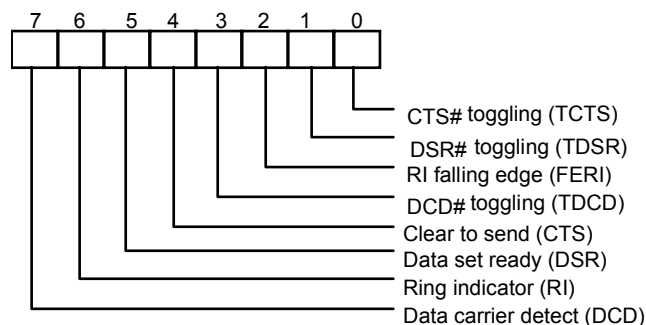 7 6 5 4 3 2 1 0
CTS# toggling (TCTS)
DSR# toggling (TDSR)
RI falling edge (FERI)
DCD# toggling (TDCD)
Clear to send (CTS)
Data set ready (DSR)
Ring indicator (RI)
Data carrier detect (DCD)